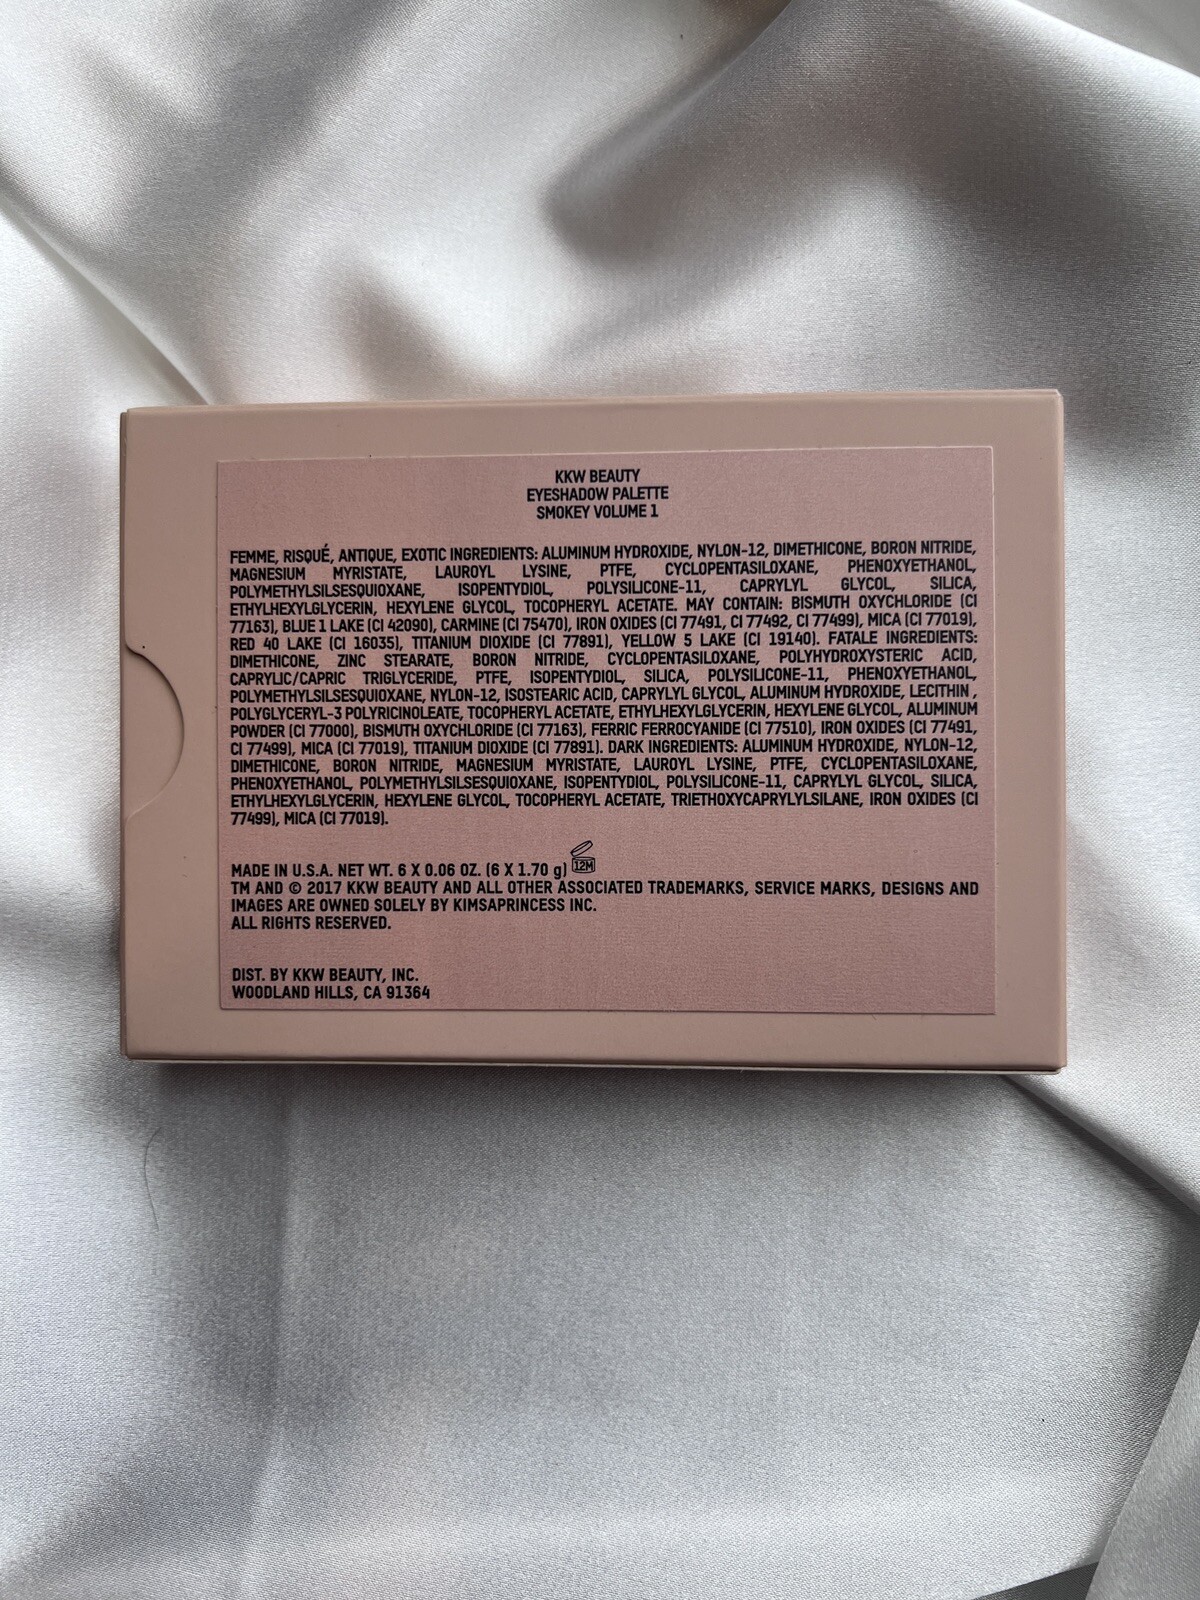 KKW BEAUTY
EYESHADOW PALETTE
SMOKEY VOLUME 1
FEMME, RISQUÉ, ANTIQUE, EXOTIC INGREDIENTS: ALUMINUM HYDROXIDE, NYLON-12, DIMETHICONE, BORON NITRIDE,
MAGNESIUM MYRISTATE, LAUROYL LYSINE, PTFE, CYCLOPENTASILOXANE, PHENOXYETHANOL,
POLYMETHYLSILSESQUIOXANE, ISOPENTYDIOL, POLYSILICONE-11, CAPRYLYL GLYCOL, SILICA,
ETHYLHEXYLGLYCERIN, HEXYLENE GLYCOL, TOCOPHERYL ACETATE. MAY CONTAIN: BISMUTH OXYCHLORIDE (CI
77163), BLUE 1 LAKE (CI 42090), CARMINE (CI 75470), IRON OXIDES (CI 77491, CI 77492, CI 77499), MICA (CI 77019),
RED 40 LAKE (CI 16035), TITANIUM DIOXIDE (CI 77891), YELLOW 5 LAKE (CI 19140). FATALE INGREDIENTS:
DIMETHICONE, ZINC STEARATE, BORON NITRIDE, CYCLOPENTASILOXANE, POLYHYDROXYSTERIC ACID,
CAPRYLIC/CAPRIC TRIGLYCERIDE, PTFE, ISOPENTYDIOL, SILICA, POLYSILICONE-11, PHENOXYETHANOL,
POLYMETHYLSILSESQUIOXANE, NYLON-12, ISOSTEARIC ACID, CAPRYLYL GLYCOL, ALUMINUM HYDROXIDE, LECITHIN ,
POLYGLYCERYL-3 POLYRICINOLEATE, TOCOPHERYL ACETATE, ETHYLHEXYLGLYCERIN, HEXYLENE GLYCOL, ALUMINUM
POWDER (CI 77000), BISMUTH OXYCHLORIDE (CI 77163), FERRIC FERROCYANIDE (CI 77510), IRON OXIDES (CI 77491,
CI 77499), MICA (CI 77019), TITANIUM DIOXIDE (CI 77891). DARK INGREDIENTS: ALUMINUM HYDROXIDE, NYLON-12,
DIMETHICONE, BORON NITRIDE, MAGNESIUM MYRISTATE, LAUROYL LYSINE, PTFE, CYCLOPENTASILOXANE,
PHENOXYETHANOL, POLYMETHYLSILSESQUIOXANE, ISOPENTYDIOL, POLYSILICONE-11, CAPRYLYL GLYCOL, SILICA,
ETHYLHEXYLGLYCERIN, HEXYLENE GLYCOL, TOCOPHERYL ACETATE, TRIETHOXYCAPRYLYLSILANE, IRON OXIDES (CI
77499), MICA (CI 77019).
MADE IN U.S.A. NET WT. 6 X 0.06 OZ. (6 X 1.70 g) 12M
TM AND © 2017 KKW BEAUTY AND ALL OTHER ASSOCIATED TRADEMARKS, SERVICE MARKS, DESIGNS AND
IMAGES ARE OWNED SOLELY BY KIMSAPRINCESS INC.
ALL RIGHTS RESERVED.
DIST. BY KKW BEAUTY, INC.
WOODLAND HILLS, CA 91364